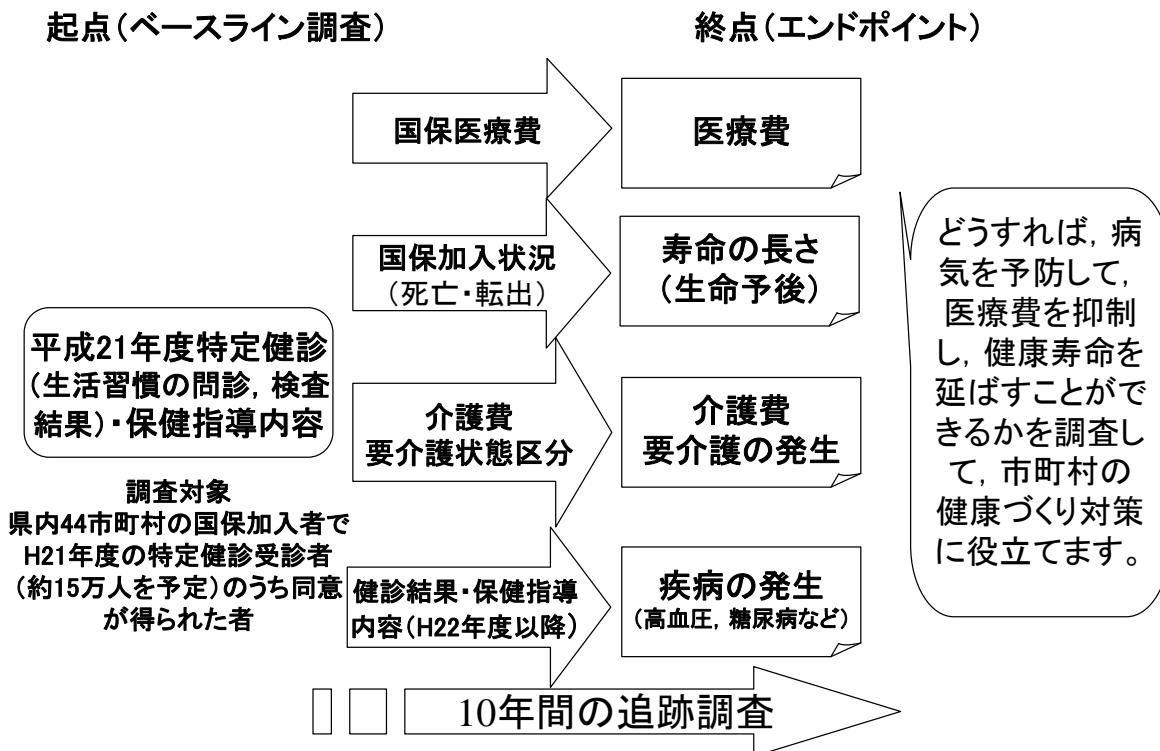 起点（ベースライン調査）
終点（エンドポイント）
国保医療費
医療費
国保加入状況
（死亡・転出）
寿命の長さ
（生命予後）
平成21年度特定健診
（生活習慣の問診，検査
結果）・保健指導内容
介護費
要介護状態区分
介護費
要介護の発生
調査対象
県内44市町村の国保加入者で
H21年度の特定健診受診者
（約15万人を予定）のうち同意
が得られた者
健診結果・保健指導
内容（H22年度以降）
疾病の発生
（高血圧，糖尿病など）
どうすれば，病
気を予防して，
医療費を抑制
し，健康寿命を
延ばすことがで
きるかを調査し
て，市町村の
健康づくり対策
に役立てます。
10年間の追跡調査